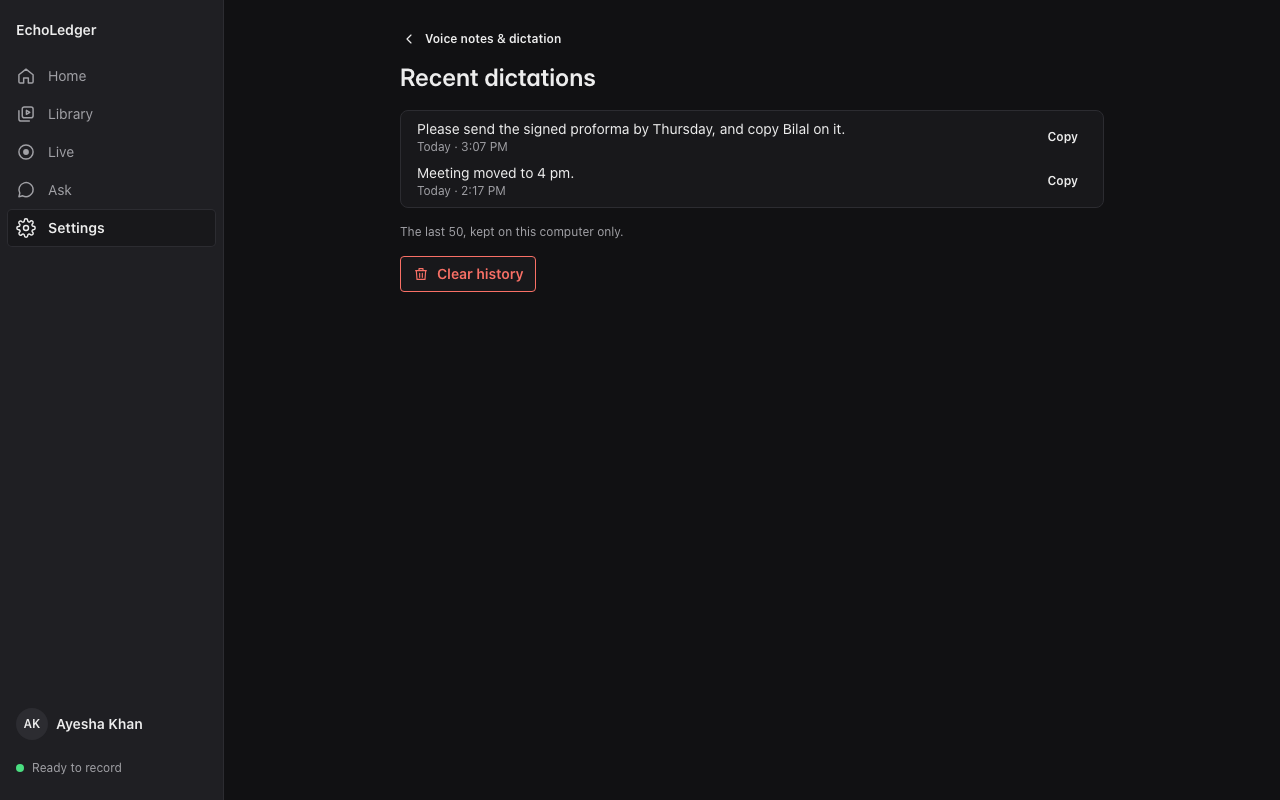 EchoLedger
Home
Library
Live
Ask
Settings
AK
Ayesha Khan
Ready to record
Voice notes & dictation
Recent dictations
Please send the signed proforma by Thursday, and copy Bilal on it.
Today · 3:07 PM
Copy
Meeting moved to 4 pm.
Today · 2:17 PM
Copy
The last 50, kept on this computer only.
Clear history